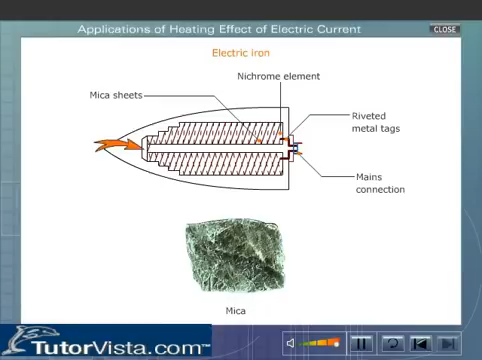 Applications of Heating Effect of Electric Current
CLOSE
Electric iron
Nichrome element
Mica sheets
Riveted
metal tags
Mains
connection
Mica
TutorVista.com™